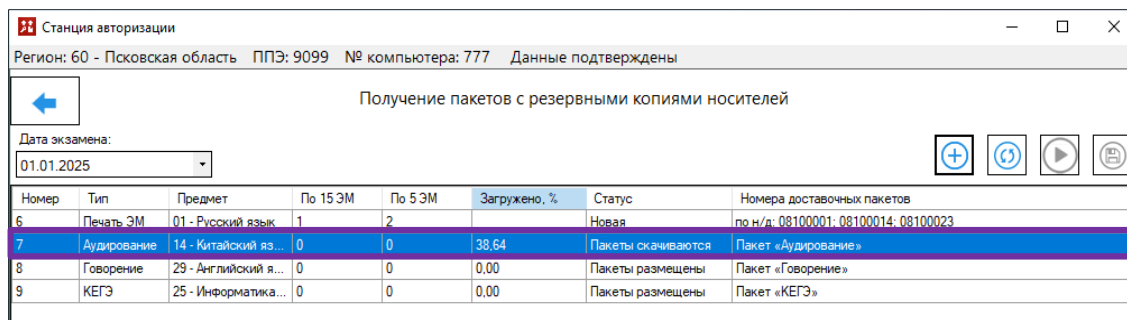 Станция авторизации
Регион: 60 - Псковская область ППЭ: 9099 № компьютера: 777 Данные подтверждены
Получение пакетов с резервными копиями носителей
Дата экзамена:
01.01.2025
Номер Тип Предмет По 15 ЭМ По 5 ЭМ Загружено, % Статус Номера доставочных пакетов
6 Печать ЭМ 01 - Русский язык 1 2 Новая по н/д: 08100001; 08100014; 08100023
7 Аудирование 14 - Китайский яз... 0 0 38,64 Пакеты скачиваются Пакет «Аудирование»
8 Говорение 29 - Английский я... 0 0 0,00 Пакеты размещены Пакет «Говорение»
9 КЕГЭ 25 - Информатика... 0 0 0,00 Пакеты размещены Пакет «КЕГЭ»